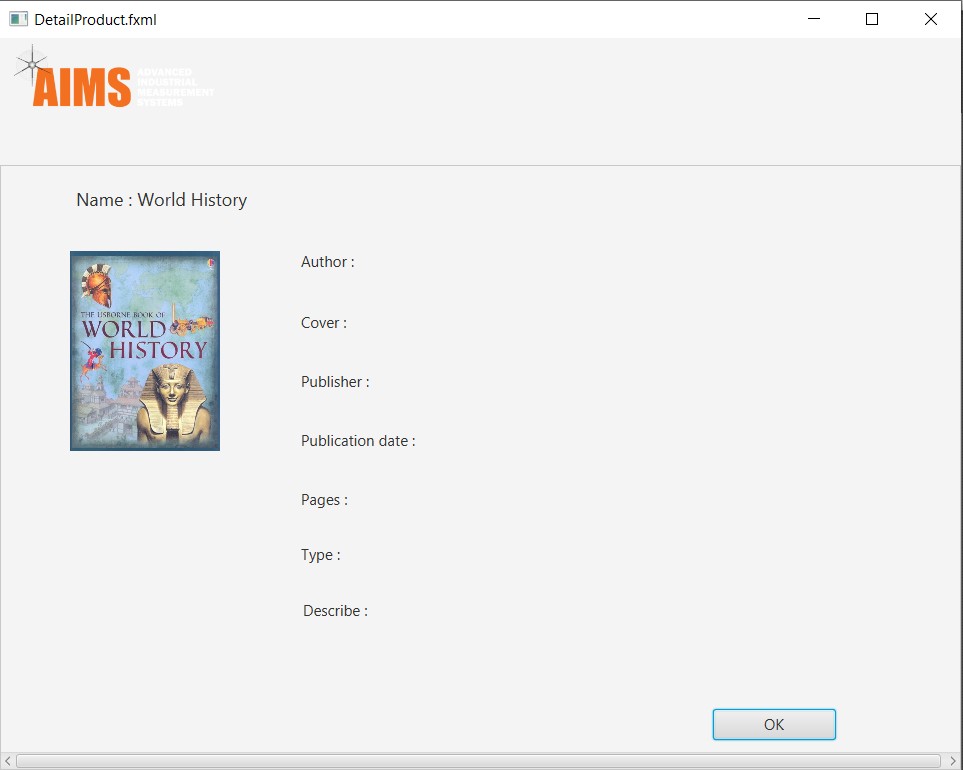 DetailProduct.fxml
AIMS
ADVANCED
INDUSTRIAL
MEASUREMENT
SYSTEMS
Name : World History
THE USBORNE BOOK OF
WORLD
HISTORY
Author :
Cover :
Publisher :
Publication date :
Pages :
Type :
Describe :
OK